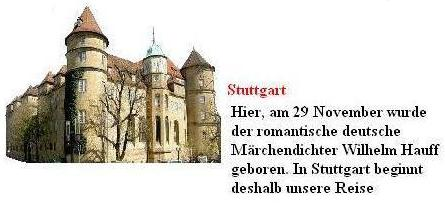 Stuttgart
Hier, am 29 November wurde
der romantische deutsche
Märchendichter Wilhelm Hauff
geboren. In Stuttgart beginnt
deshalb unsere Reise